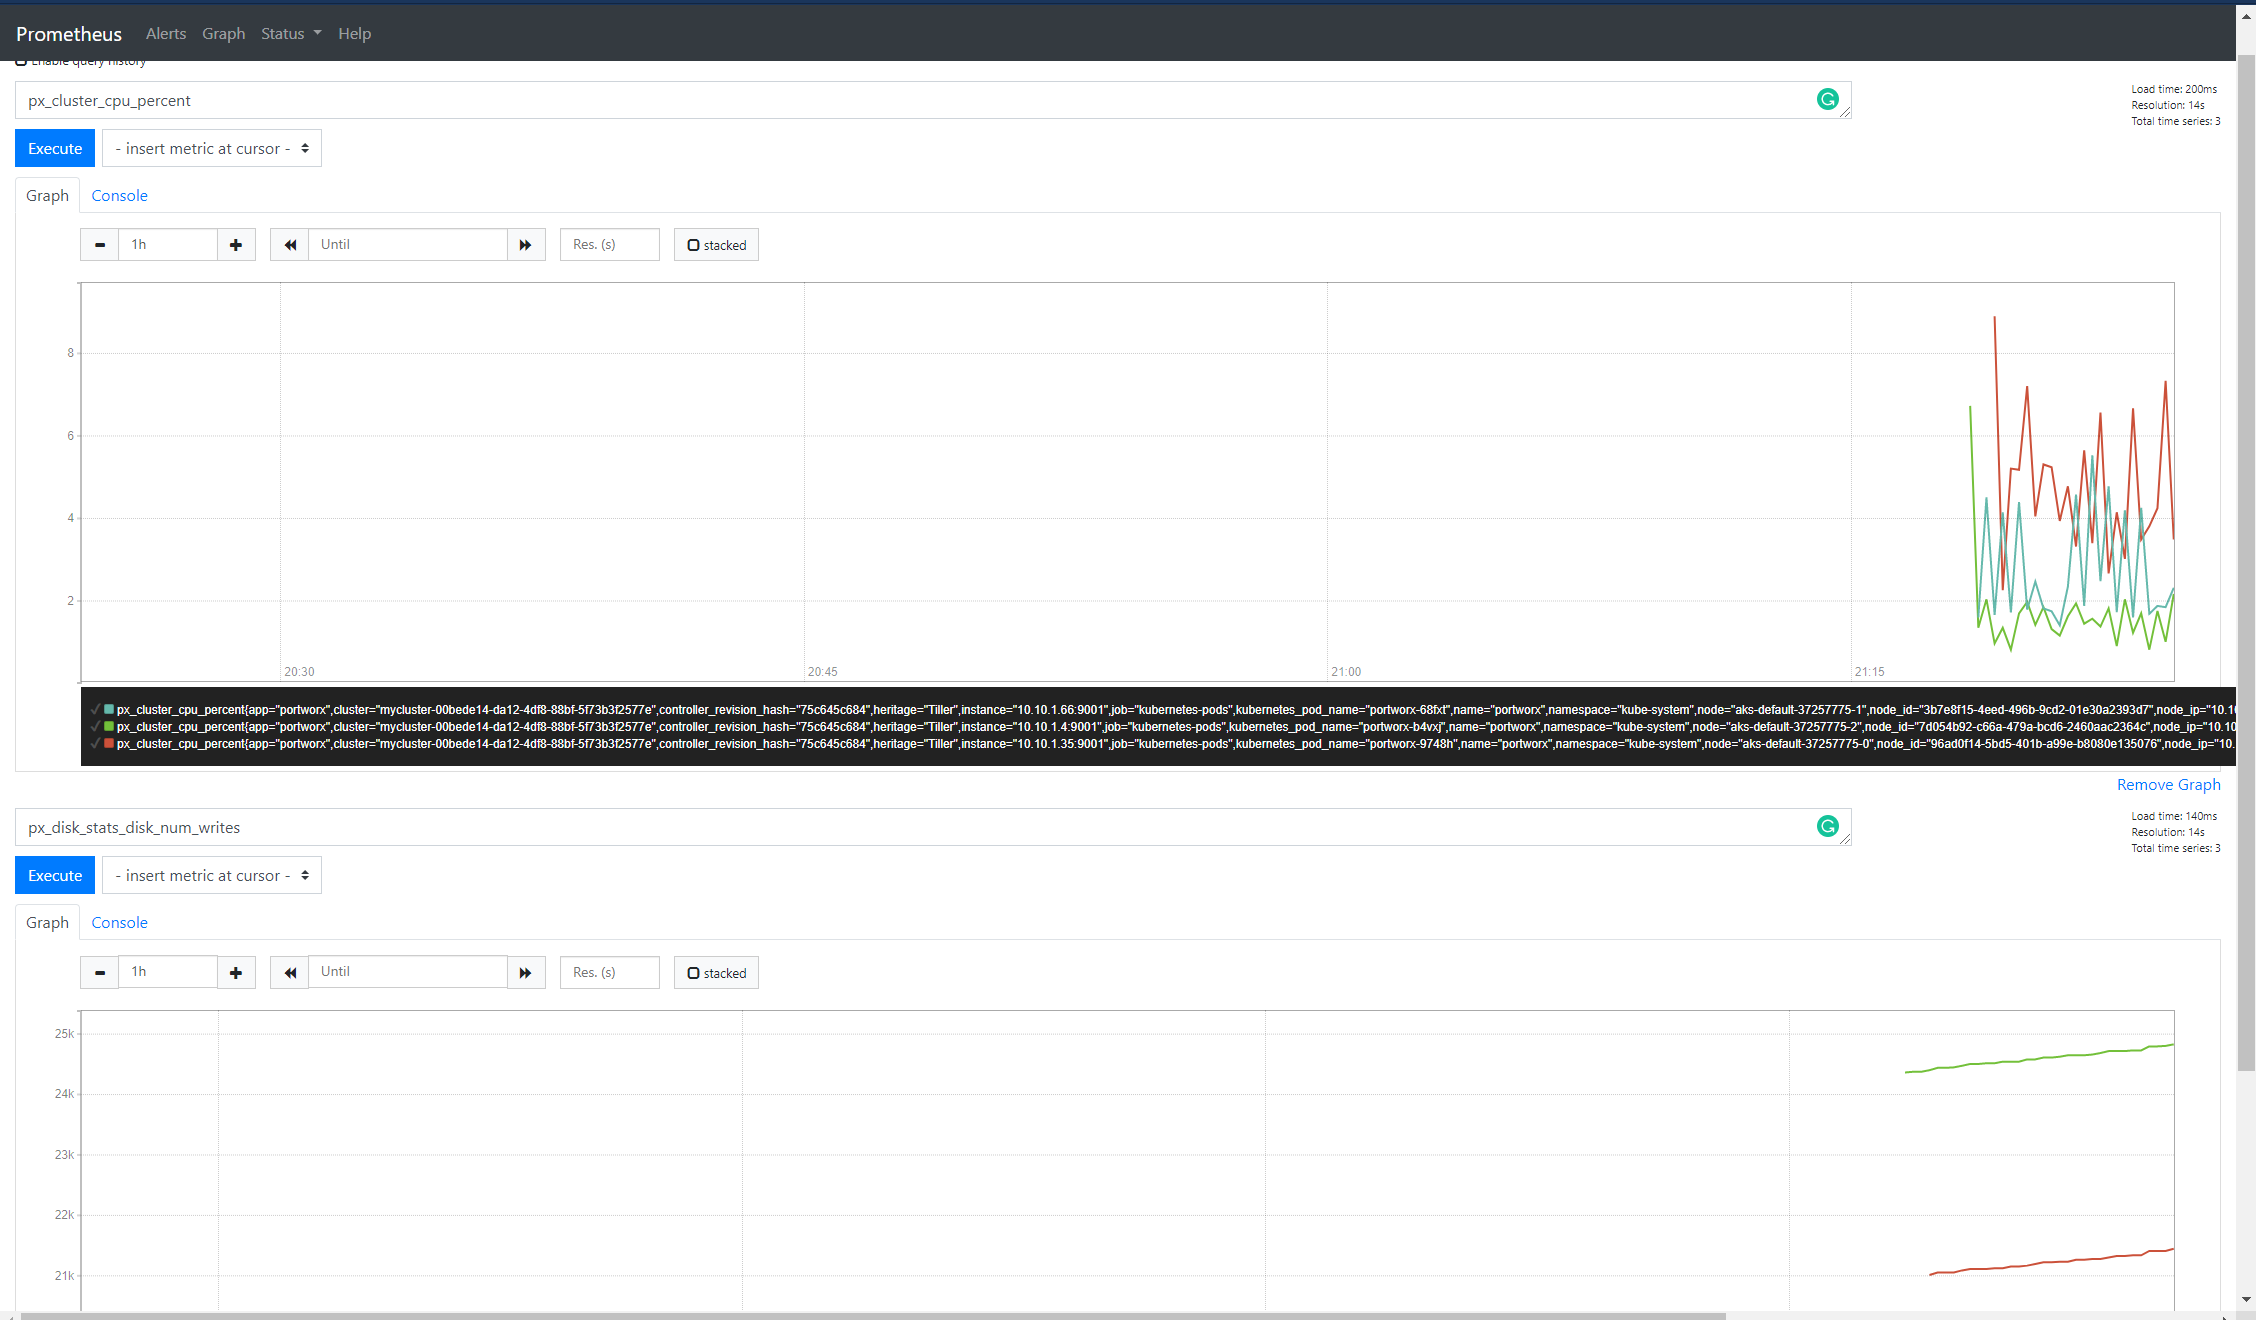 Prometheus Alerts Graph Status Help
Enable query history
px_cluster_cpu_percent
Load time: 200ms
Resolution: 14s
Total time series: 3
Execute - insert metric at cursor -
Graph Console
1h Until Res. (s) stacked
8
6
4
2
20:30 20:45 21:00 21:15
px_cluster_cpu_percent{app="portworx",cluster="mycluster-00bede14-da12-4df8-88bf-5f73b3f2577e",controller_revision_hash="75c645c684",heritage="Tiller",instance="10.10.1.66:9001",job="kubernetes-pods",kubernetes_pod_name="portworx-68fxt",name="portworx",namespace="kube-system",node="aks-default-37257775-1",node_id="3b7e8f15-4eed-496b-9cd2-01e30a2393d7",node_ip="10.1
px_cluster_cpu_percent{app="portworx",cluster="mycluster-00bede14-da12-4df8-88bf-5f73b3f2577e",controller_revision_hash="75c645c684",heritage="Tiller",instance="10.10.1.4:9001",job="kubernetes-pods",kubernetes_pod_name="portworx-b4vxj",name="portworx",namespace="kube-system",node="aks-default-37257775-2",node_id="7d054b92-c66a-479a-bcd6-2460aac2364c",node_ip="10.10
px_cluster_cpu_percent{app="portworx",cluster="mycluster-00bede14-da12-4df8-88bf-5f73b3f2577e",controller_revision_hash="75c645c684",heritage="Tiller",instance="10.10.1.35:9001",job="kubernetes-pods",kubernetes_pod_name="portworx-9748h",name="portworx",namespace="kube-system",node="aks-default-37257775-0",node_id="96ad0f14-5bd5-401b-a99e-b8080e135076",node_ip="10.
Remove Graph
px_disk_stats_disk_num_writes
Load time: 140ms
Resolution: 14s
Total time series: 3
Execute - insert metric at cursor -
Graph Console
1h Until Res. (s) stacked
25k
24k
23k
22k
21k